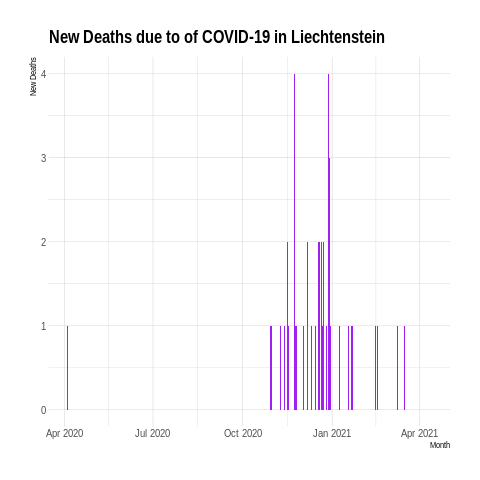 New Deaths due to of COVID-19 in Liechtenstein
New Deaths
4
3
2
1
0
Apr 2020 Jul 2020 Oct 2020 Jan 2021 Apr 2021
Month